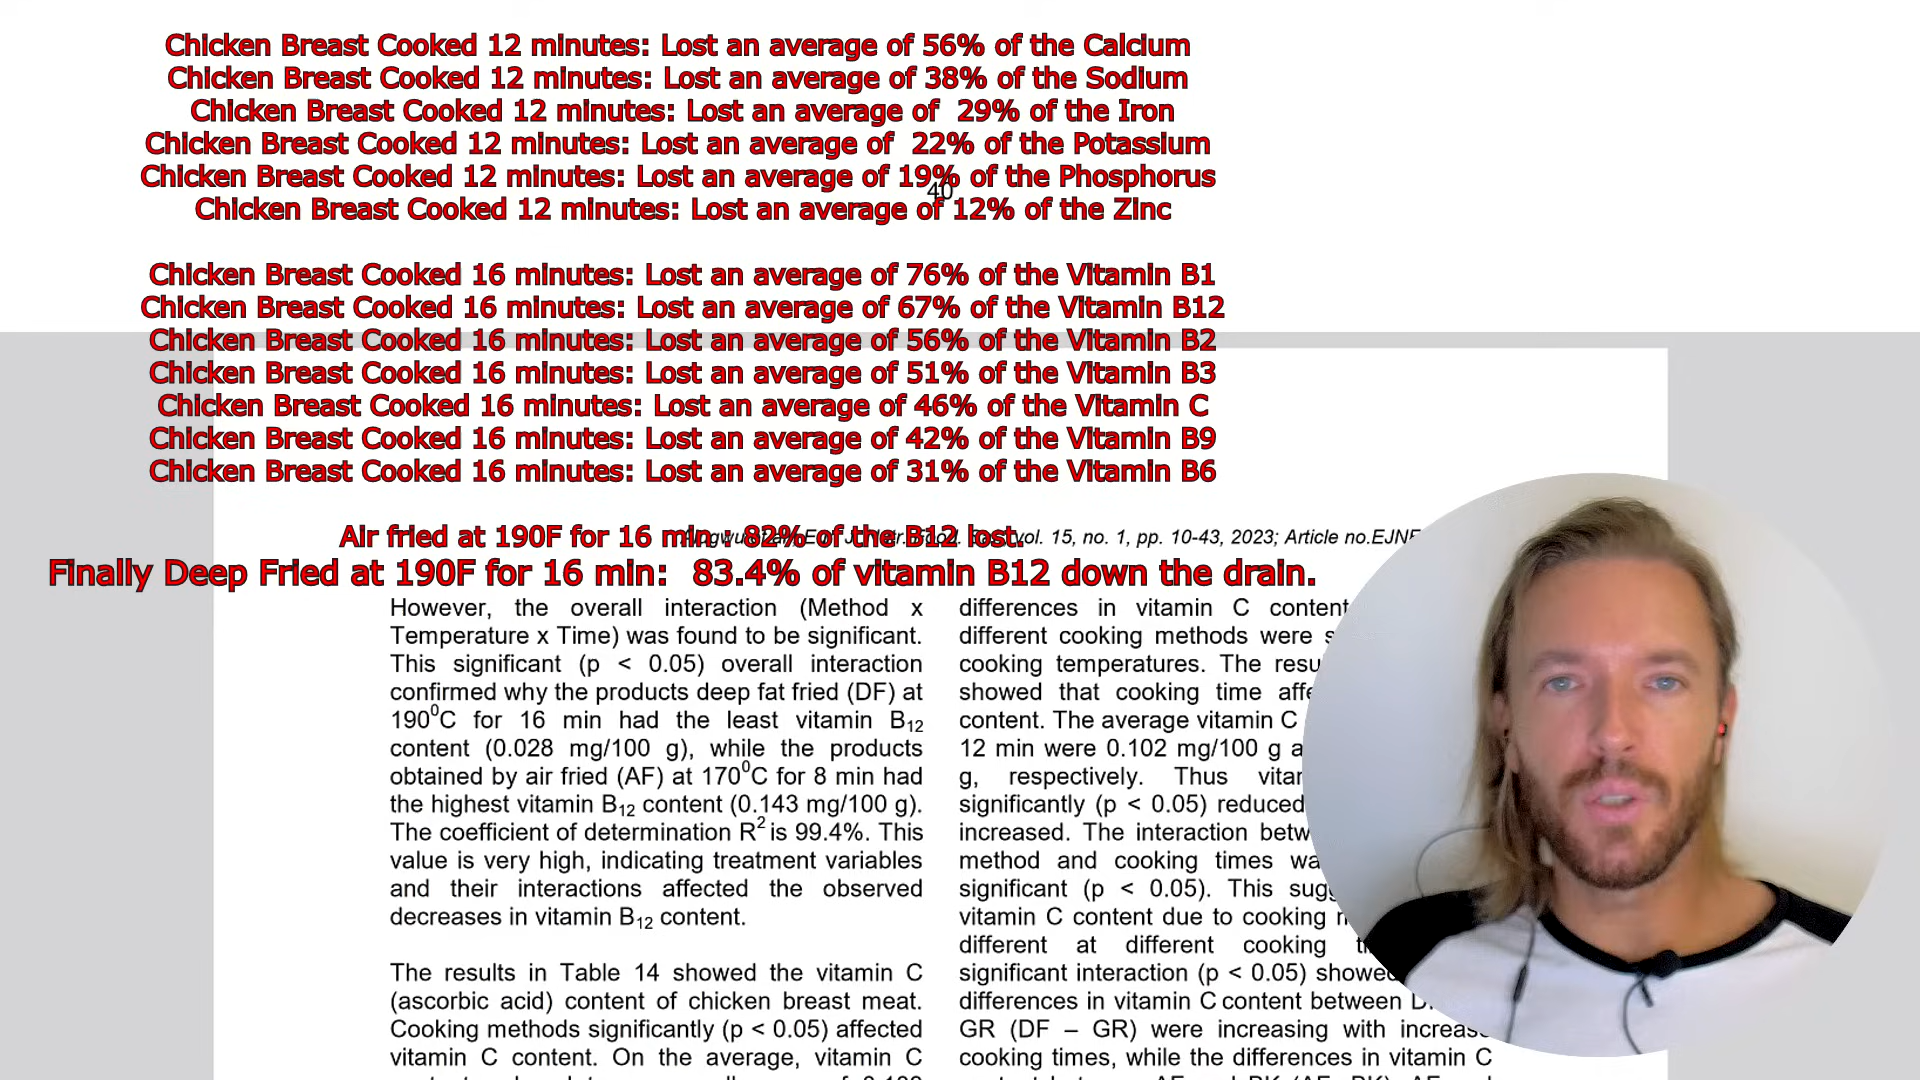 Chicken Breast Cooked 12 minutes: Lost an average of 56% of the Calcium
Chicken Breast Cooked 12 minutes: Lost an average of 38% of the Sodium
Chicken Breast Cooked 12 minutes: Lost an average of 29% of the Iron
Chicken Breast Cooked 12 minutes: Lost an average of 22% of the Potassium
Chicken Breast Cooked 12 minutes: Lost an average of 19% of the Phosphorus
40
Chicken Breast Cooked 12 minutes: Lost an average of 12% of the Zinc
Chicken Breast Cooked 16 minutes: Lost an average of 76% of the Vitamin B1
Chicken Breast Cooked 16 minutes: Lost an average of 67% of the Vitamin B12
Chicken Breast Cooked 16 minutes: Lost an average of 56% of the Vitamin B2
Chicken Breast Cooked 16 minutes: Lost an average of 51% of the Vitamin B3
Chicken Breast Cooked 16 minutes: Lost an average of 46% of the Vitamin C
Chicken Breast Cooked 16 minutes: Lost an average of 42% of the Vitamin B9
Chicken Breast Cooked 16 minutes: Lost an average of 31% of the Vitamin B6
Air fried at 190F for 16 min: 82% of the B12 lost.
vol. 15, no. 1, pp. 10-43, 2023; Article no.EJNF
Finally Deep Fried at 190F for 16 min: 83.4% of vitamin B12 down the drain.
However, the overall interaction (Method x
Temperature x Time) was found to be significant.
This significant (p < 0.05) overall interaction
confirmed why the products deep fat fried (DF) at
190⁰C for 16 min had the least vitamin B₁₂
content (0.028 mg/100 g), while the products
obtained by air fried (AF) at 170⁰C for 8 min had
the highest vitamin B₁₂ content (0.143 mg/100 g).
The coefficient of determination R² is 99.4%. This
value is very high, indicating treatment variables
and their interactions affected the observed
decreases in vitamin B₁₂ content.
The results in Table 14 showed the vitamin C
(ascorbic acid) content of chicken breast meat.
Cooking methods significantly (p < 0.05) affected
vitamin C content. On the average, vitamin C
differences in vitamin C content
different cooking methods were
cooking temperatures. The
showed that cooking time
content. The average vitamin C
12 min were 0.102 mg/100 g
g, respectively. Thus
significantly (p < 0.05) reduced
increased. The interaction
method and cooking times
significant (p < 0.05). This
vitamin C content due to cooking
different at different cooking
significant interaction (p < 0.05)
differences in vitamin C content between
GR (DF – GR) were increasing with
cooking times, while the differences in vitamin C